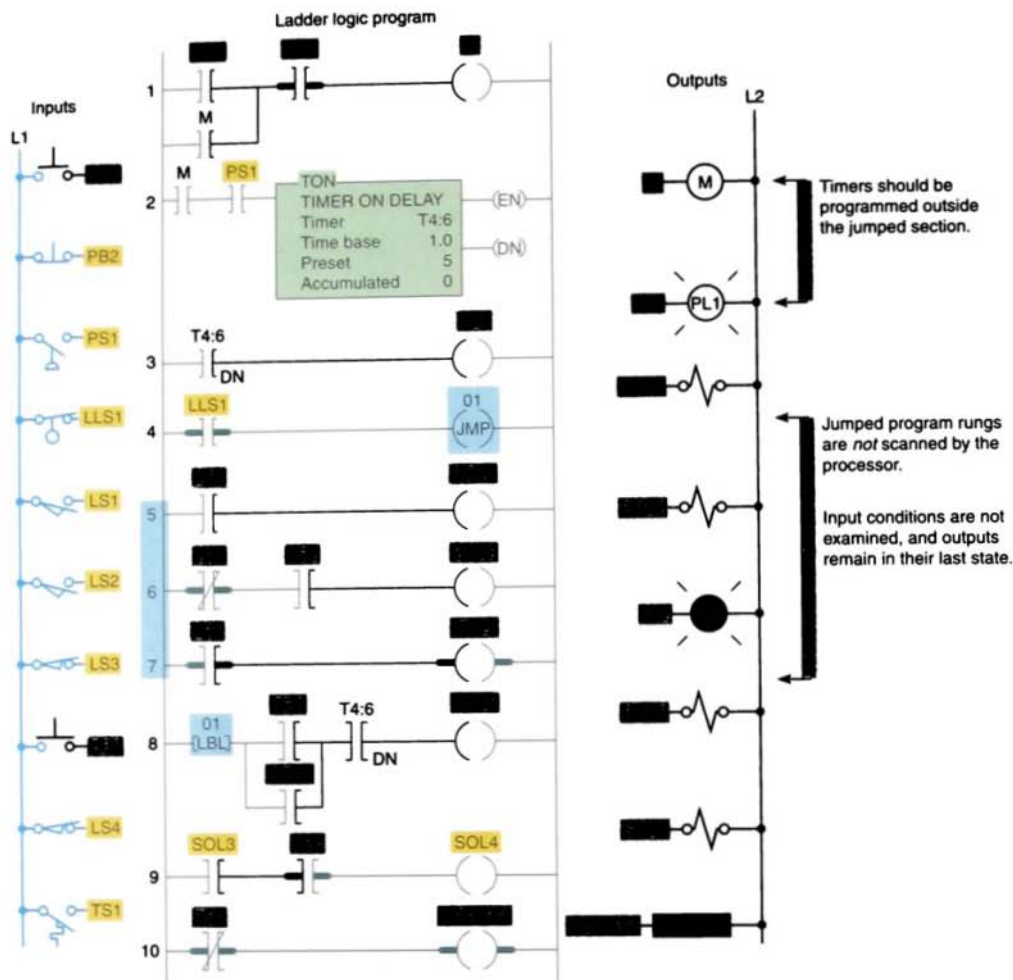 Ladder logic program
Inputs
L1
PB2
PS1
LLS1
LS1
LS2
LS3
LS4
TS1
1
M
2
M
PS1
TON
TIMER ON DELAY
Timer T4:6
Time base 1.0
Preset 5
Accumulated 0
(EN)
(DN)
3
T4:6
DN
4
LLS1
01
JMP
5
6
7
8
01
[LBL]
T4:6
DN
9
SOL3
SOL4
10
Outputs
L2
M
PL1
Timers should be
programmed outside
the jumped section.
Jumped program rungs
are not scanned by the
processor.
Input conditions are not
examined, and outputs
remain in their last state.